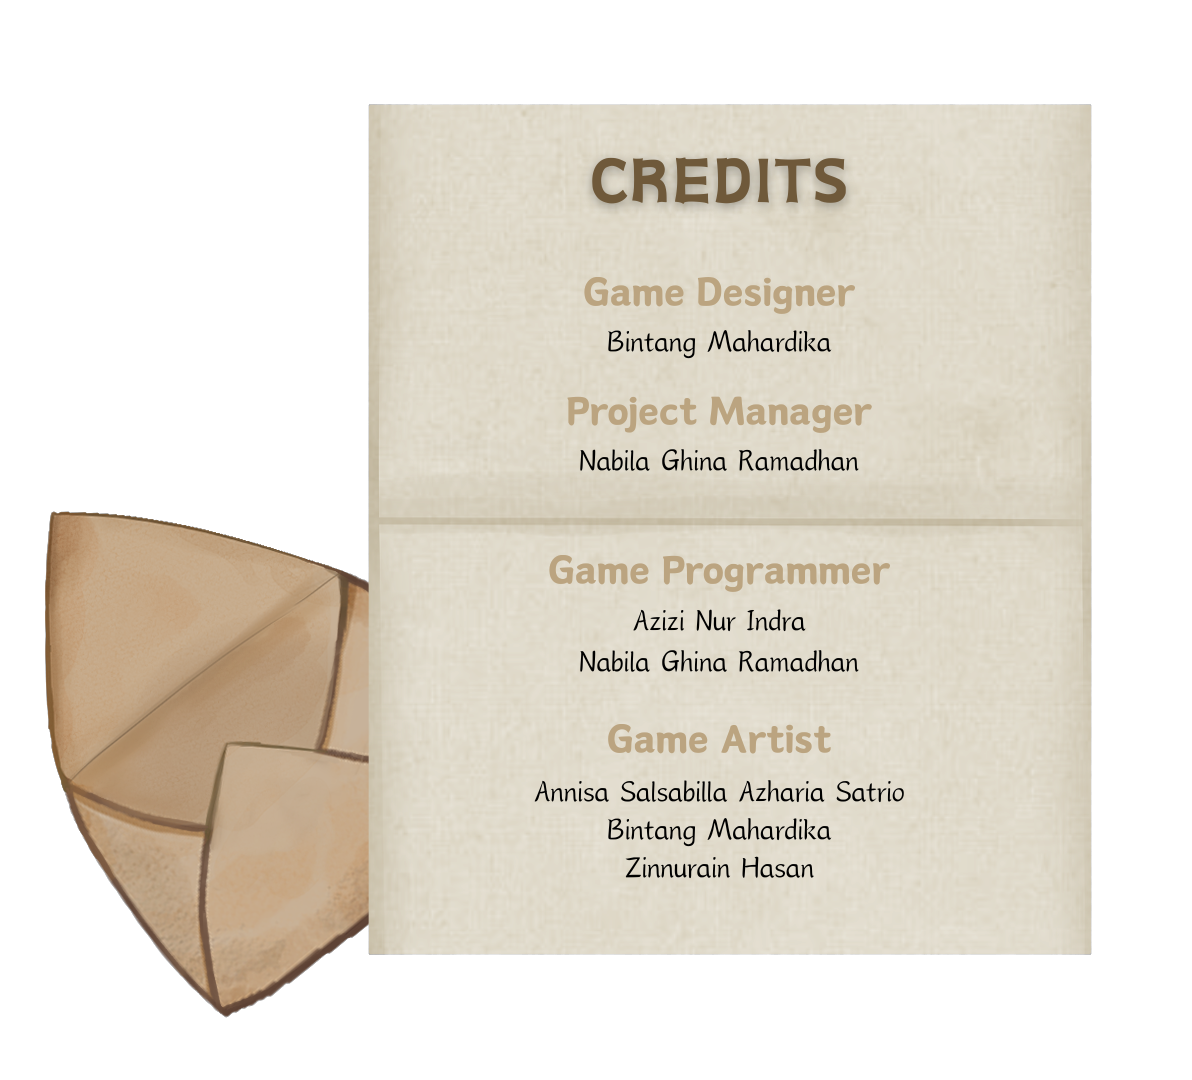 CREDITS
Game Designer
Bintang Mahardika
Project Manager
Nabila Ghina Ramadhan
Game Programmer
Azizi Nur Indra
Nabila Ghina Ramadhan
Game Artist
Annisa Salsabilla Azharia Satrio
Bintang Mahardika
Zinnurain Hasan